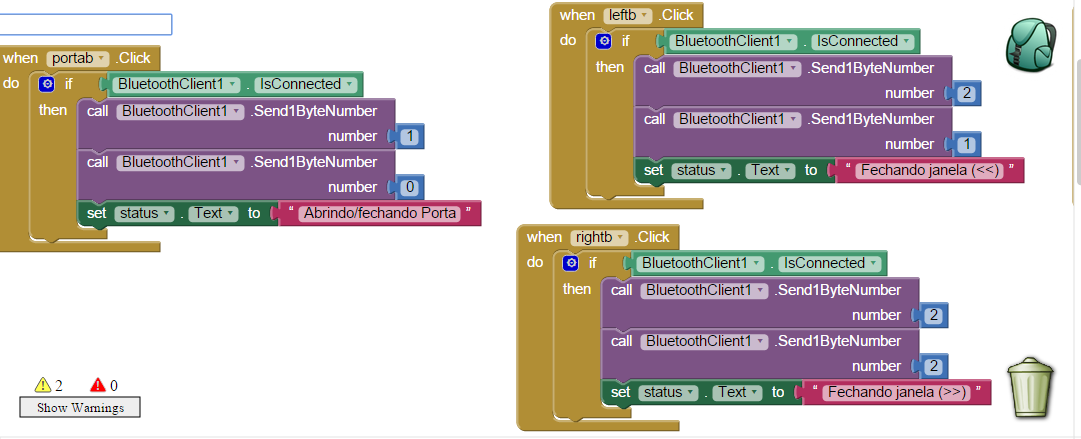 when portab .Click
do if BluetoothClient1 . IsConnected
then call BluetoothClient1 .Send1ByteNumber
number 1
call BluetoothClient1 .Send1ByteNumber
number 0
set status . Text to “ Abrindo/fechando Porta ”
when leftb .Click
do if BluetoothClient1 . IsConnected
then call BluetoothClient1 .Send1ByteNumber
number 2
call BluetoothClient1 .Send1ByteNumber
number 1
set status . Text to “ Fechando janela (<<) ”
when rightb .Click
do if BluetoothClient1 . IsConnected
then call BluetoothClient1 .Send1ByteNumber
number 2
call BluetoothClient1 .Send1ByteNumber
number 2
set status . Text to “ Fechando janela (>>) ”
2 0
Show Warnings